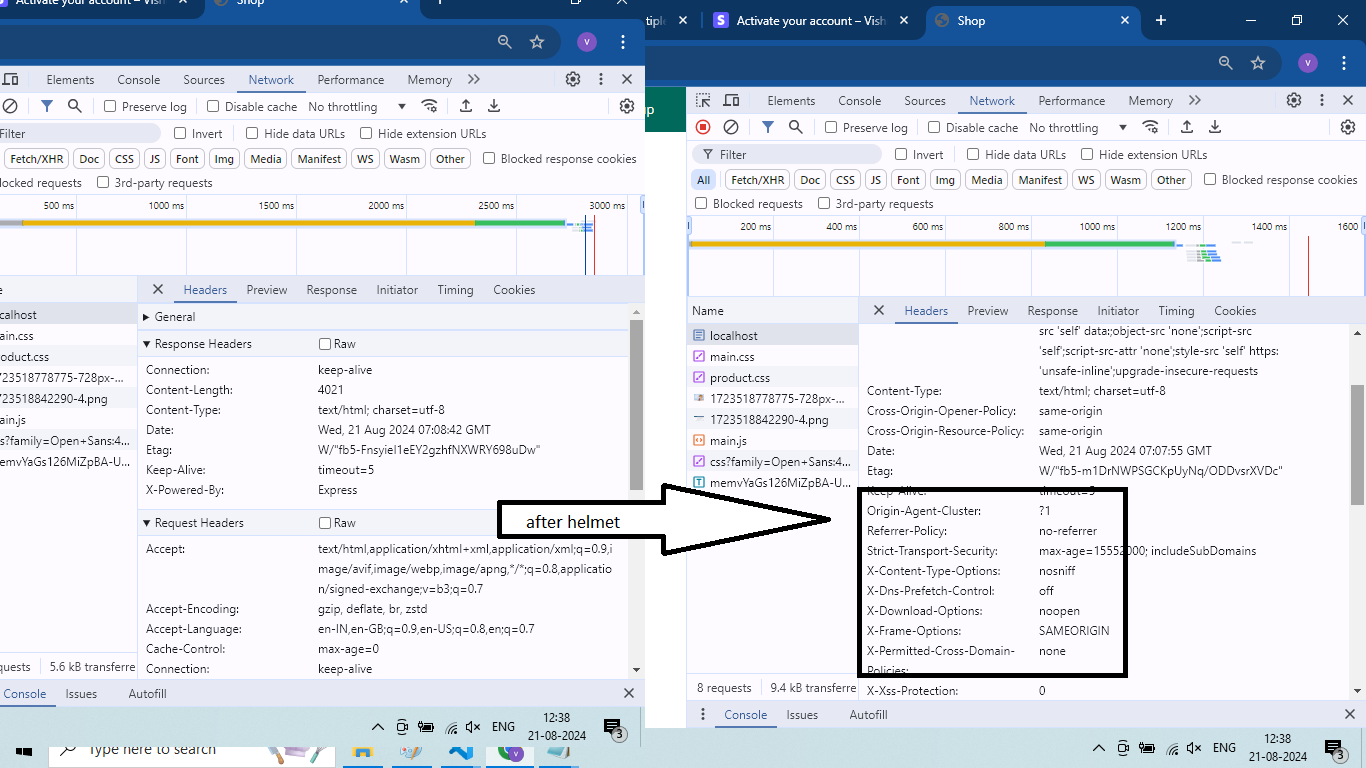 Activate your account – Vish
Shop
V
Elements Console Sources Network Performance Memory
Preserve log Disable cache No throttling
Filter Invert Hide data URLs Hide extension URLs
Fetch/XHR Doc CSS JS Font Img Media Manifest WS Wasm Other Blocked response cookies
locked requests 3rd-party requests
500 ms 1000 ms 1500 ms 2000 ms 2500 ms 3000 ms
e
calhost
ain.css
oduct.css
723518778775-728px-...
723518842290-4.png
ain.js
s?family=Open+Sans:4...
emvYaGs126MiZpBA-U...
Headers Preview Response Initiator Timing Cookies
General
Response Headers Raw
Connection: keep-alive
Content-Length: 4021
Content-Type: text/html; charset=utf-8
Date: Wed, 21 Aug 2024 07:08:42 GMT
Etag: W/"fb5-FnsyieI1eEY2gzhfNXWRY698uDw"
Keep-Alive: timeout=5
X-Powered-By: Express
Request Headers Raw
Accept: text/html,application/xhtml+xml,application/xml;q=0.9,i
mage/avif,image/webp,image/apng,*/*;q=0.8,applicatio
n/signed-exchange;v=b3;q=0.7
Accept-Encoding: gzip, deflate, br, zstd
Accept-Language: en-IN,en-GB;q=0.9,en-US;q=0.8,en;q=0.7
Cache-Control: max-age=0
Connection: keep-alive
quests 5.6 kB transferre
Console Issues Autofill
ENG 12:38
21-08-2024 3
Type here to search
V
after helmet
tiple
Activate your account – Vish
Shop
V
up
Elements Console Sources Network Performance Memory
Preserve log Disable cache No throttling
Filter Invert Hide data URLs Hide extension URLs
All Fetch/XHR Doc CSS JS Font Img Media Manifest WS Wasm Other Blocked response cookies
Blocked requests 3rd-party requests
200 ms 400 ms 600 ms 800 ms 1000 ms 1200 ms 1400 ms 1600
Name
localhost
main.css
product.css
1723518778775-728px-...
1723518842290-4.png
main.js
css?family=Open+Sans:4...
memvYaGs126MiZpBA-U...
Headers Preview Response Initiator Timing Cookies
src 'self' data:;object-src 'none';script-src
'self';script-src-attr 'none';style-src 'self' https:
'unsafe-inline';upgrade-insecure-requests
Content-Type: text/html; charset=utf-8
Cross-Origin-Opener-Policy: same-origin
Cross-Origin-Resource-Policy: same-origin
Date: Wed, 21 Aug 2024 07:07:55 GMT
Etag: W/"fb5-m1DrNWPSGCKpUyNq/ODDvsrXVDc"
Keep-Alive: timeout=5
Origin-Agent-Cluster: ?1
Referrer-Policy: no-referrer
Strict-Transport-Security: max-age=15552000; includeSubDomains
X-Content-Type-Options: nosniff
X-Dns-Prefetch-Control: off
X-Download-Options: noopen
X-Frame-Options: SAMEORIGIN
X-Permitted-Cross-Domain- none
Policies:
X-Xss-Protection: 0
8 requests 9.4 kB transferre
Console Issues Autofill
ENG 12:38
21-08-2024 3